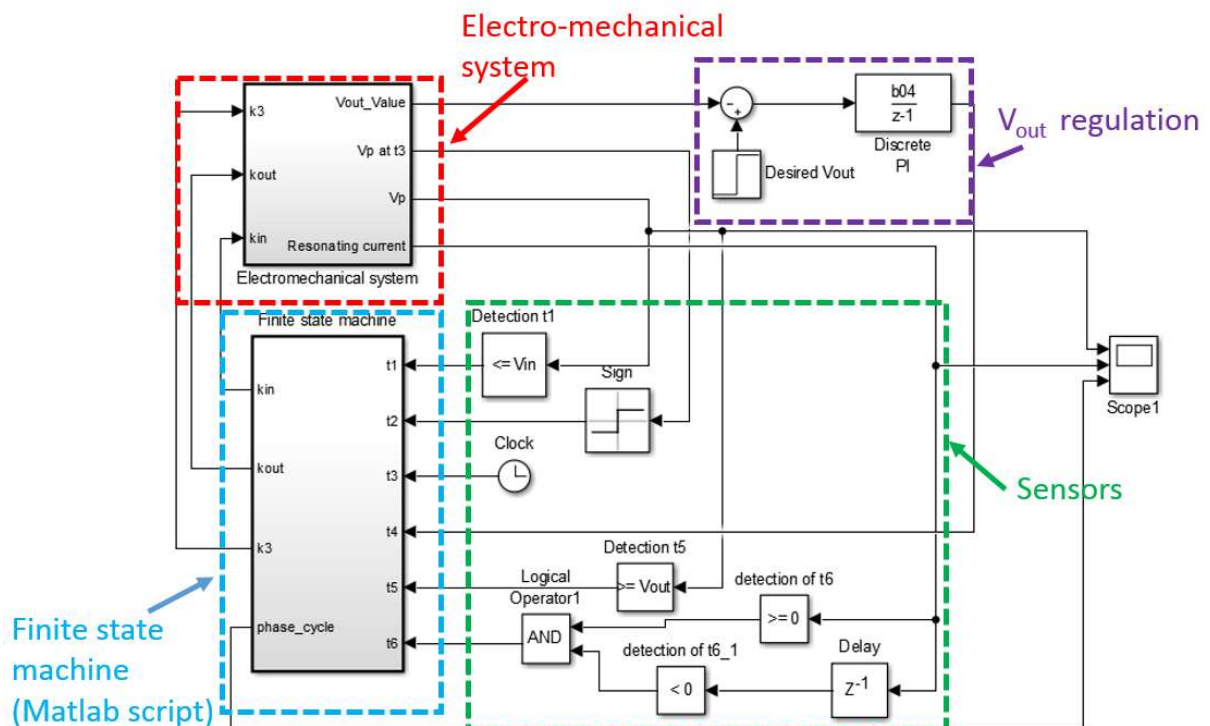 Electro-mechanical
system
k3
kout
kin
Vout_Value
Vp at t3
Vp
Resonating current
Electromechanical system
-
+
b04
z-1
Discrete
PI
Desired Vout
Vout regulation
Finite state machine
kin
kout
k3
phase_cycle
t1
t2
t3
t4
t5
t6
Detection t1
<= Vin
Sign
Clock
Detection t5
>= Vout
Logical
Operator1
AND
detection of t6
>= 0
detection of t6_1
< 0
Delay
Z-1
Scope1
Sensors
Finite state
machine
(Matlab script)